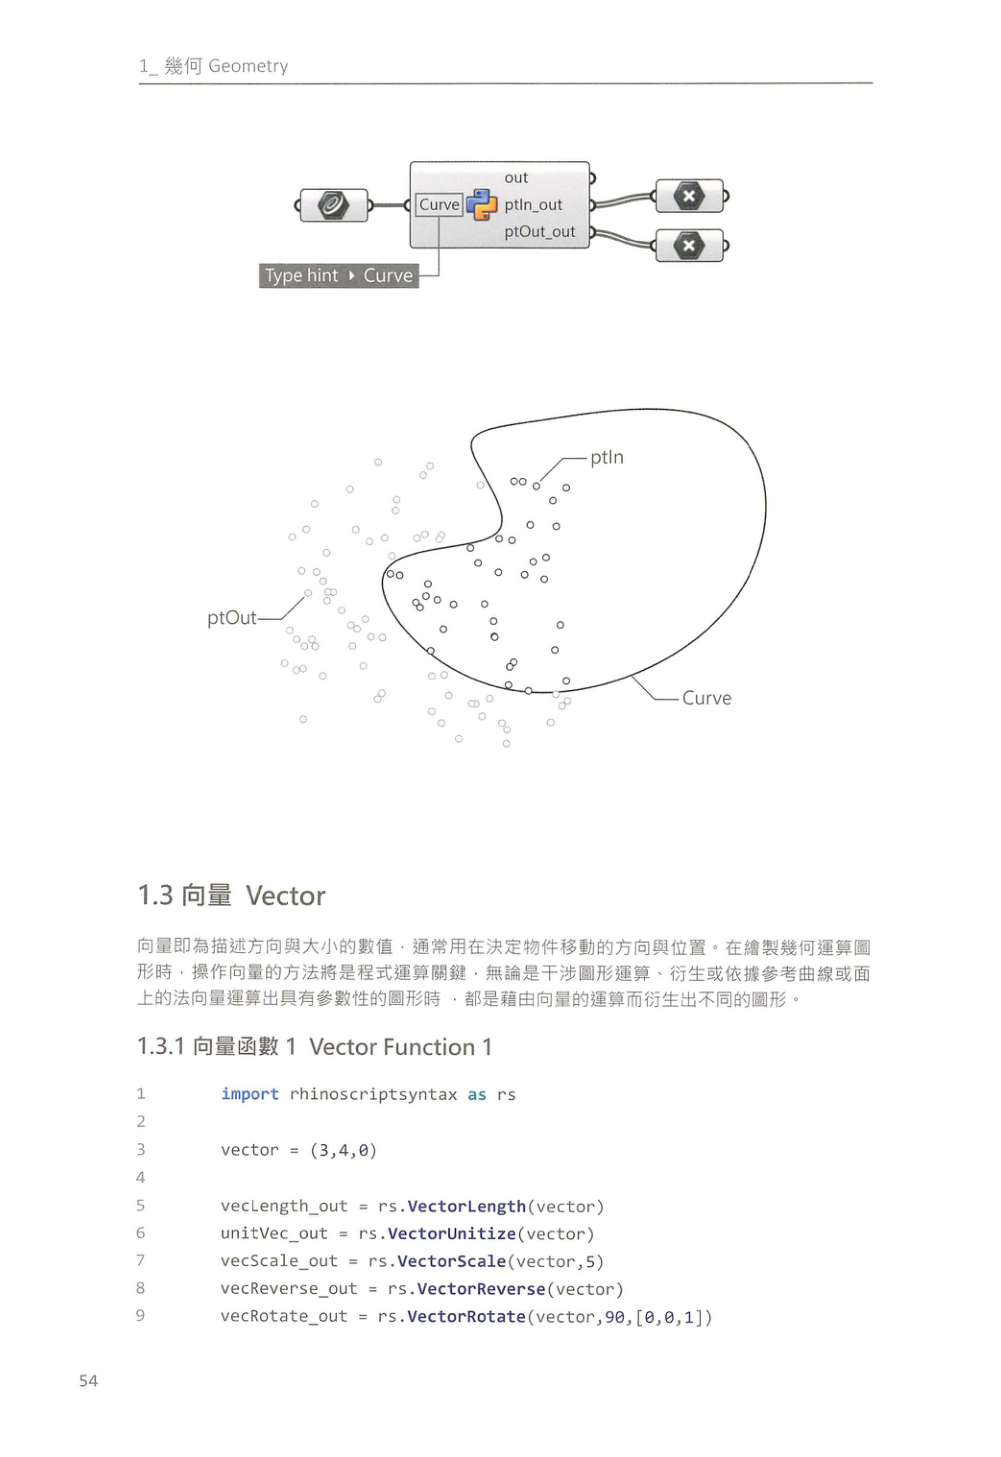 1_ 幾何 Geometry
out
Curve
ptIn_out
ptOut_out
Type hint ▸ Curve
ptIn
ptOut
Curve
1.3 向量 Vector
向量即為描述方向與大小的數值，通常用在決定物件移動的方向與位置。在繪製幾何運算圖
形時，操作向量的方法將是程式運算關鍵，無論是干涉圖形運算、衍生或依據參考曲線或面
上的法向量運算出具有參數性的圖形時 ，都是藉由向量的運算而衍生出不同的圖形。
1.3.1 向量函數 1 Vector Function 1
1 import rhinoscriptsyntax as rs
2
3 vector = (3,4,0)
4
5 vecLength_out = rs.VectorLength(vector)
6 unitVec_out = rs.VectorUnitize(vector)
7 vecScale_out = rs.VectorScale(vector,5)
8 vecReverse_out = rs.VectorReverse(vector)
9 vecRotate_out = rs.VectorRotate(vector,90,[0,0,1])
54